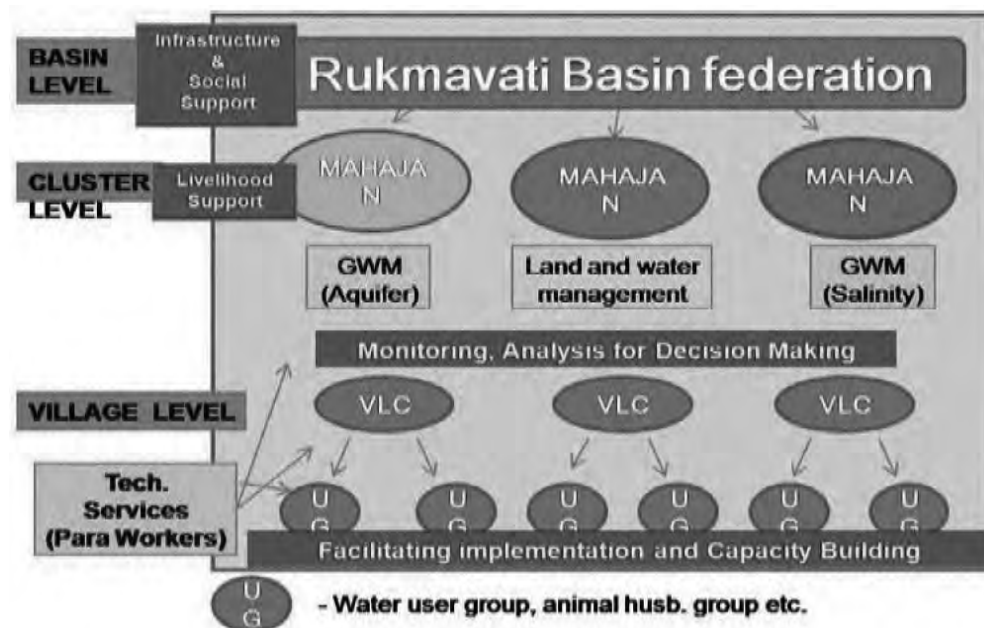 BASIN
LEVEL
Infrastructure
&
Social
Support
Rukmavati Basin federation
CLUSTER
LEVEL
Livelihood
Support
MAHAJA
N
MAHAJA
N
MAHAJA
N
GWM
(Aquifer)
Land and water
management
GWM
(Salinity)
Monitoring, Analysis for Decision Making
VILLAGE LEVEL
VLC
VLC
VLC
Tech.
Services
(Para Workers)
U
G
U
G
U
G
U
G
U
G
U
G
Facilitating implementation and Capacity Building
U
G
- Water user group, animal husb. group etc.